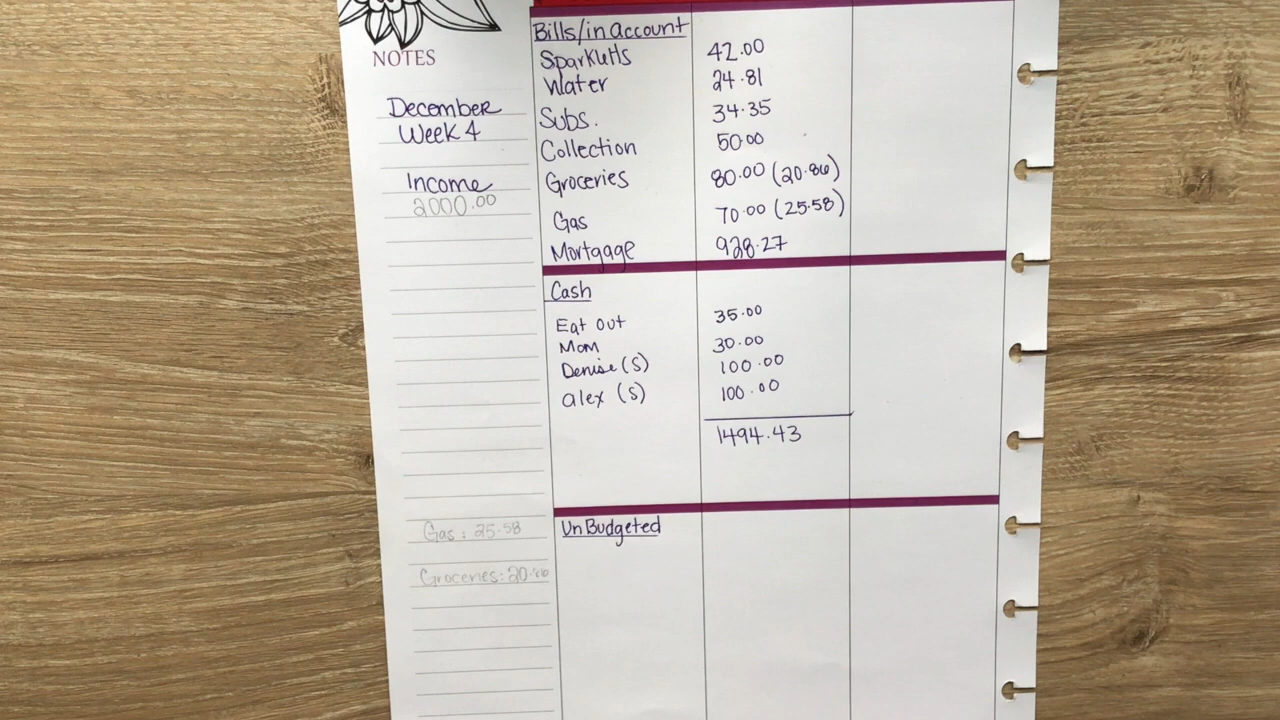 NOTES
December
Week 4
Income
2000.00
Gas: 25.58
Groceries: 20.86
Bills/in account
Sparkletts 42.00
Water 24.81
Subs. 34.35
Collection 50.00
Groceries 80.00 (20.86)
Gas 70.00 (25.58)
Mortgage 928.27
Cash
Eat out 35.00
Mom 30.00
Denise (S) 100.00
alex (S) 100.00
1494.43
UnBudgeted